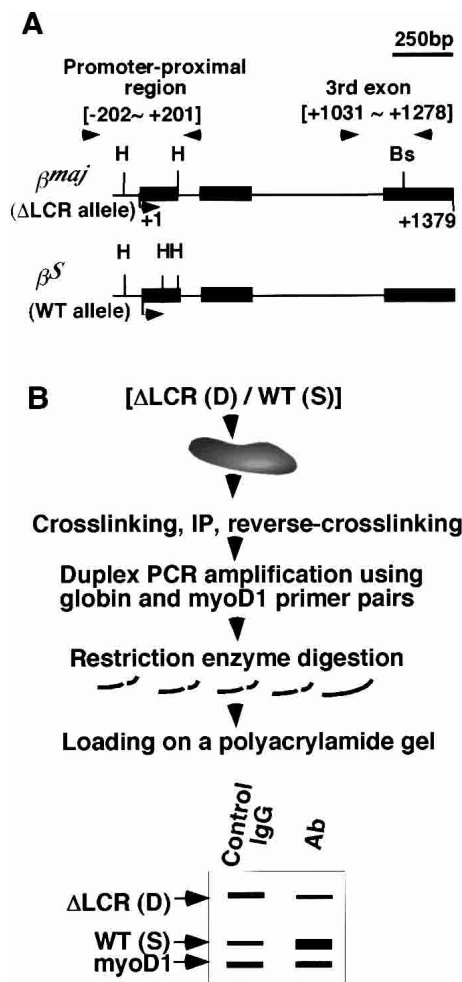 A
250bp
Promoter-proximal
region
[-202~ +201]
3rd exon
[+1031 ~ +1278]
H H Bs
βmaj
(ΔLCR allele)
+1 +1379
H HH
βS
(WT allele)
B
[ΔLCR (D) / WT (S)]
Crosslinking, IP, reverse-crosslinking
Duplex PCR amplification using
globin and myoD1 primer pairs
Restriction enzyme digestion
Loading on a polyacrylamide gel
Control
IgG
Ab
ΔLCR (D)
WT (S)
myoD1